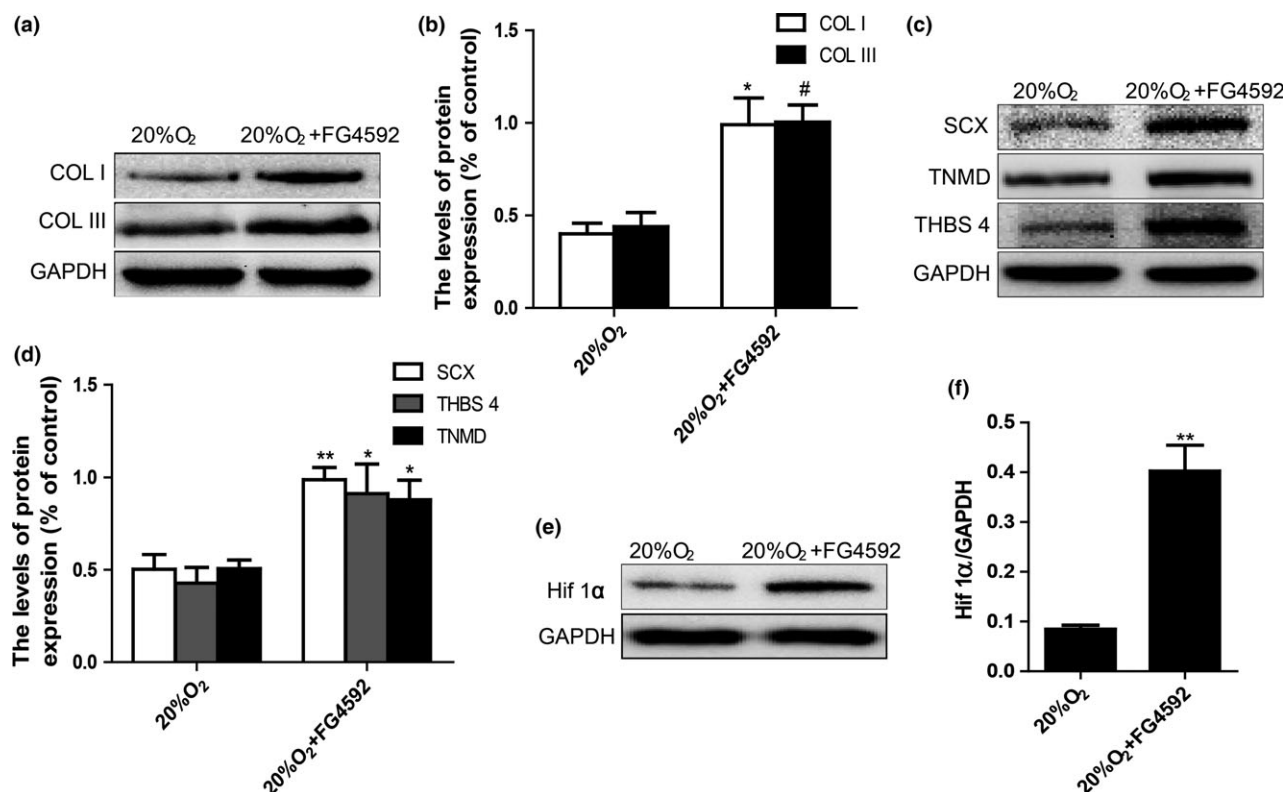 (a)
20%O₂ 20%O₂+FG4592
COL I
COL III
GAPDH
(b)
COL I
COL III
The levels of protein
expression (% of control)
1.5
1.0
0.5
0.0
*
#
20%O₂
20%O₂+FG4592
(c)
20%O₂ 20%O₂+FG4592
SCX
TNMD
THBS 4
GAPDH
(d)
SCX
THBS 4
TNMD
The levels of protein
expression (% of control)
1.5
1.0
0.5
0.0
**
*
*
20%O₂
20%O₂+FG4592
(e)
20%O₂ 20%O₂+FG4592
Hif 1α
GAPDH
(f)
Hif 1α/GAPDH
0.5
0.4
0.3
0.2
0.1
0.0
**
20%O₂
20%O₂+FG4592